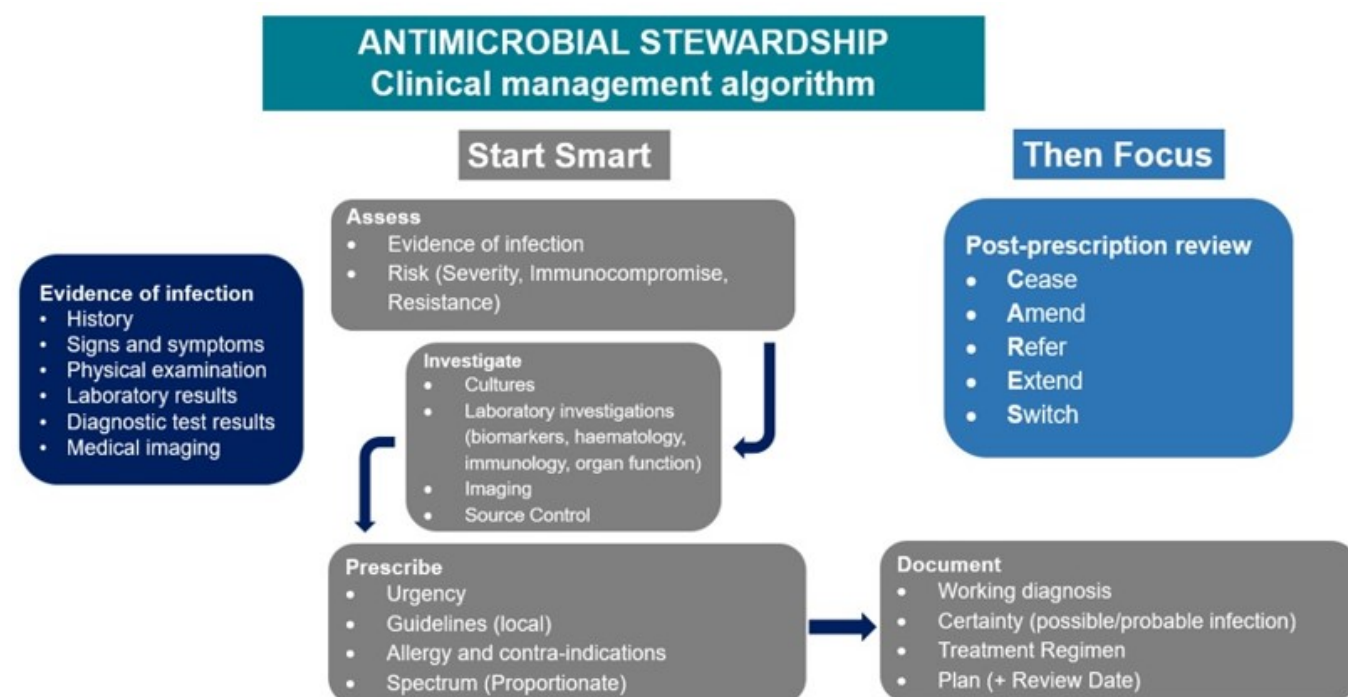 ANTIMICROBIAL STEWARDSHIP
Clinical management algorithm
Start Smart
Then Focus
Assess
• Evidence of infection
• Risk (Severity, Immunocompromise,
Resistance)
Evidence of infection
• History
• Signs and symptoms
• Physical examination
• Laboratory results
• Diagnostic test results
• Medical imaging
Investigate
• Cultures
• Laboratory investigations
(biomarkers, haematology,
immunology, organ function)
• Imaging
• Source Control
Post-prescription review
• Cease
• Amend
• Refer
• Extend
• Switch
Prescribe
• Urgency
• Guidelines (local)
• Allergy and contra-indications
• Spectrum (Proportionate)
Document
• Working diagnosis
• Certainty (possible/probable infection)
• Treatment Regimen
• Plan (+ Review Date)